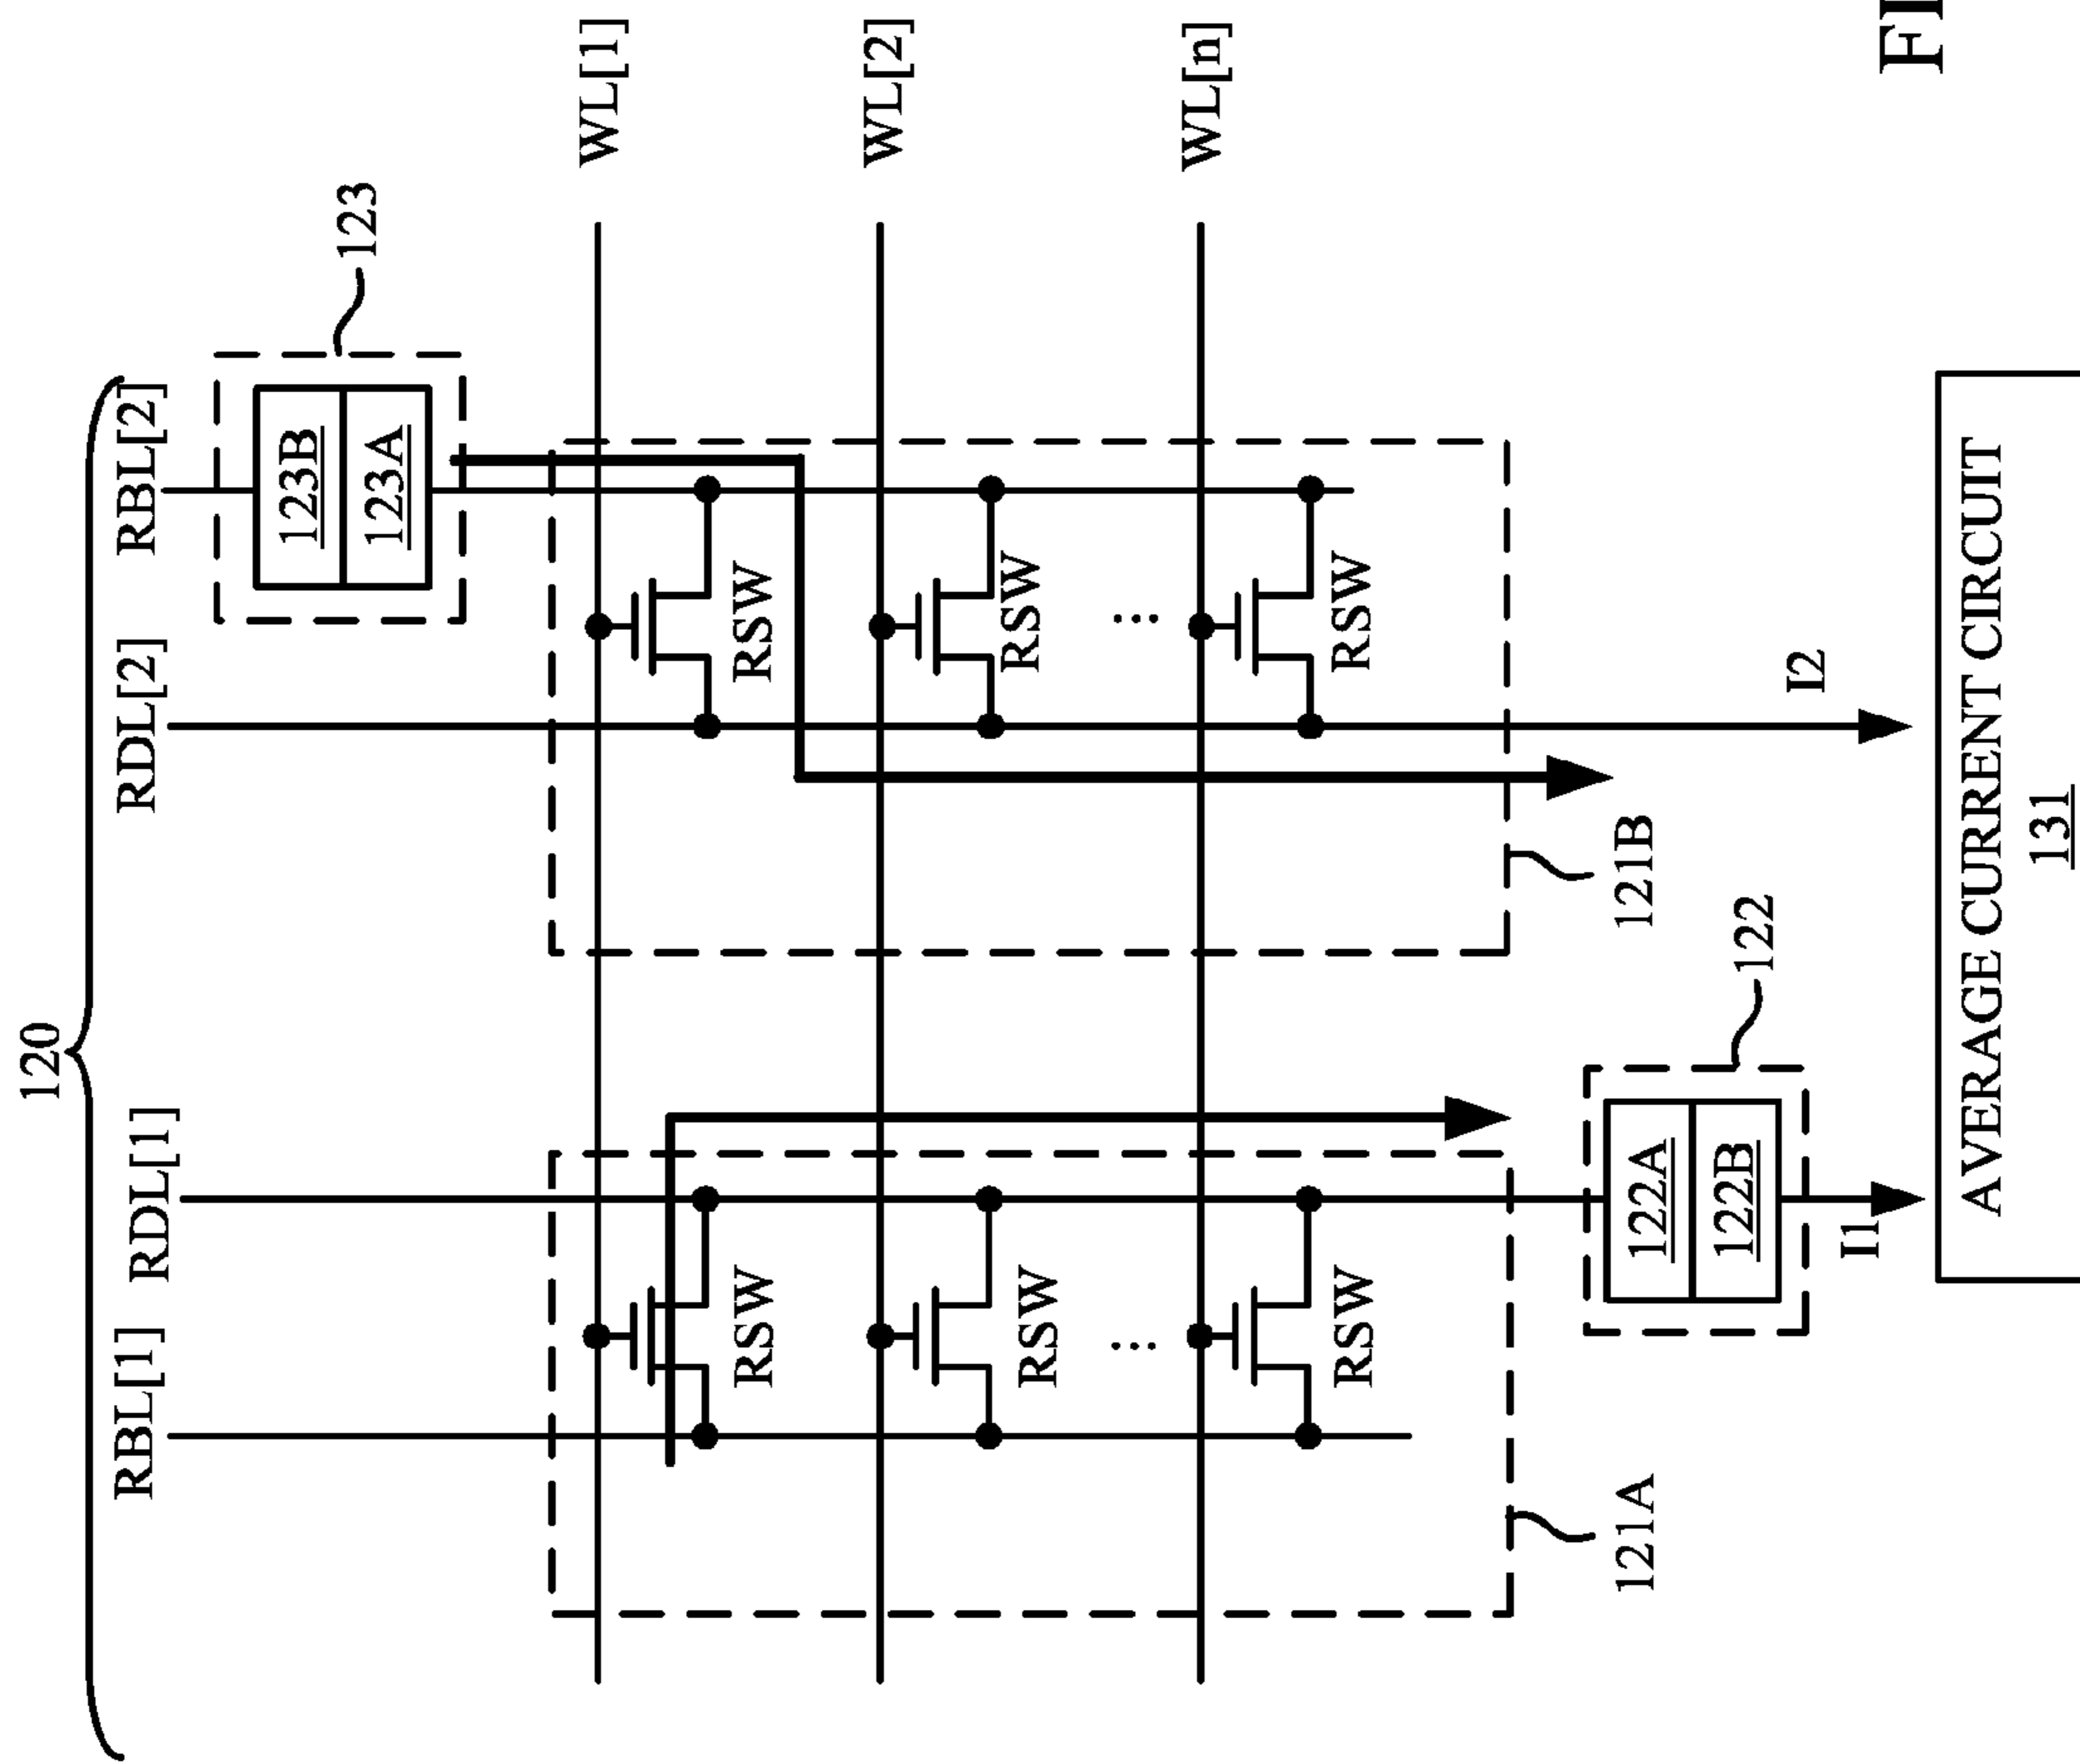 120
RBL[1]
RDL[1]
RDL[2]
RBL[2]
123B
123A
123
WL[1]
RSW
RSW
WL[2]
RSW
RSW
...
...
WL[n]
RSW
RSW
121A
121B
122A
122B
122
I1
I2
AVERAGE CURRENT CIRCUIT
131
FI